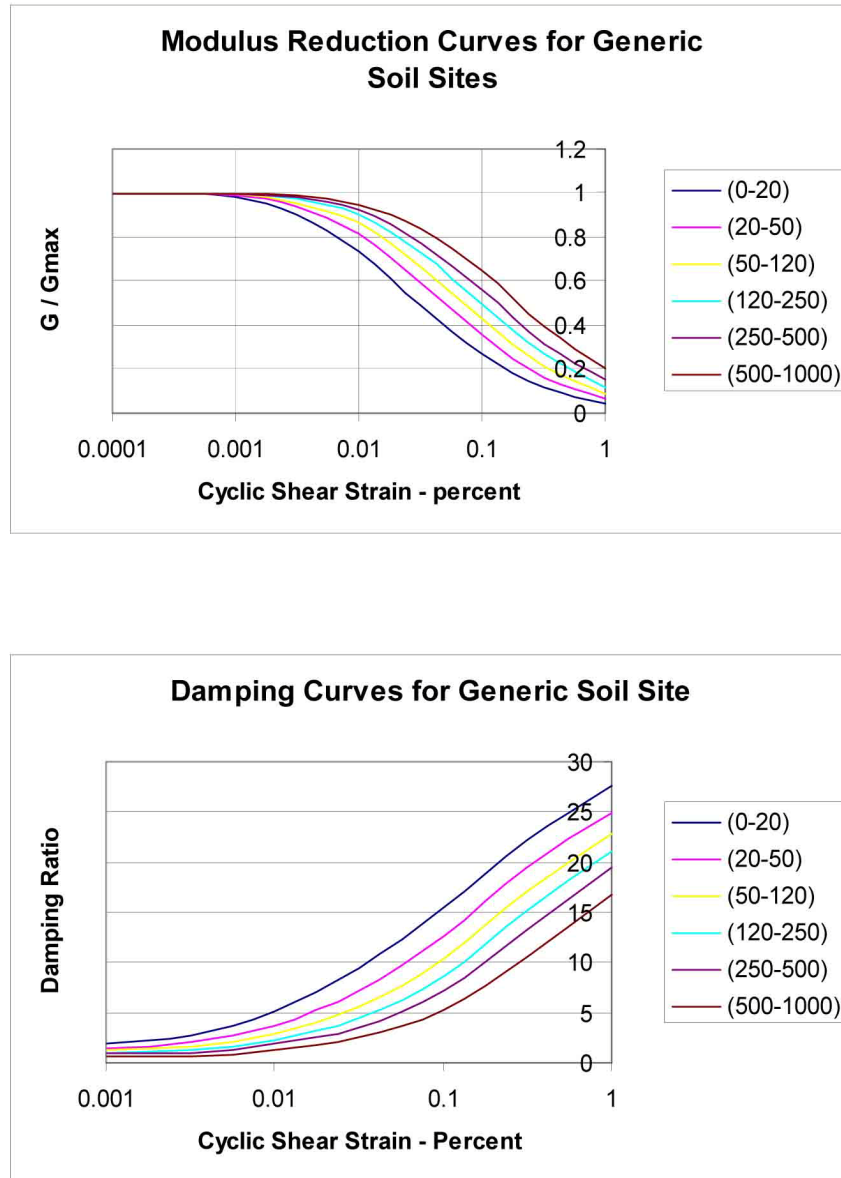 Modulus Reduction Curves for Generic
Soil Sites
1.2
1
0.8
0.6
0.4
0.2
0
G / Gmax
0.0001 0.001 0.01 0.1 1
Cyclic Shear Strain - percent
(0-20)
(20-50)
(50-120)
(120-250)
(250-500)
(500-1000)
Damping Curves for Generic Soil Site
30
25
20
15
10
5
0
Damping Ratio
0.001 0.01 0.1 1
Cyclic Shear Strain - Percent
(0-20)
(20-50)
(50-120)
(120-250)
(250-500)
(500-1000)